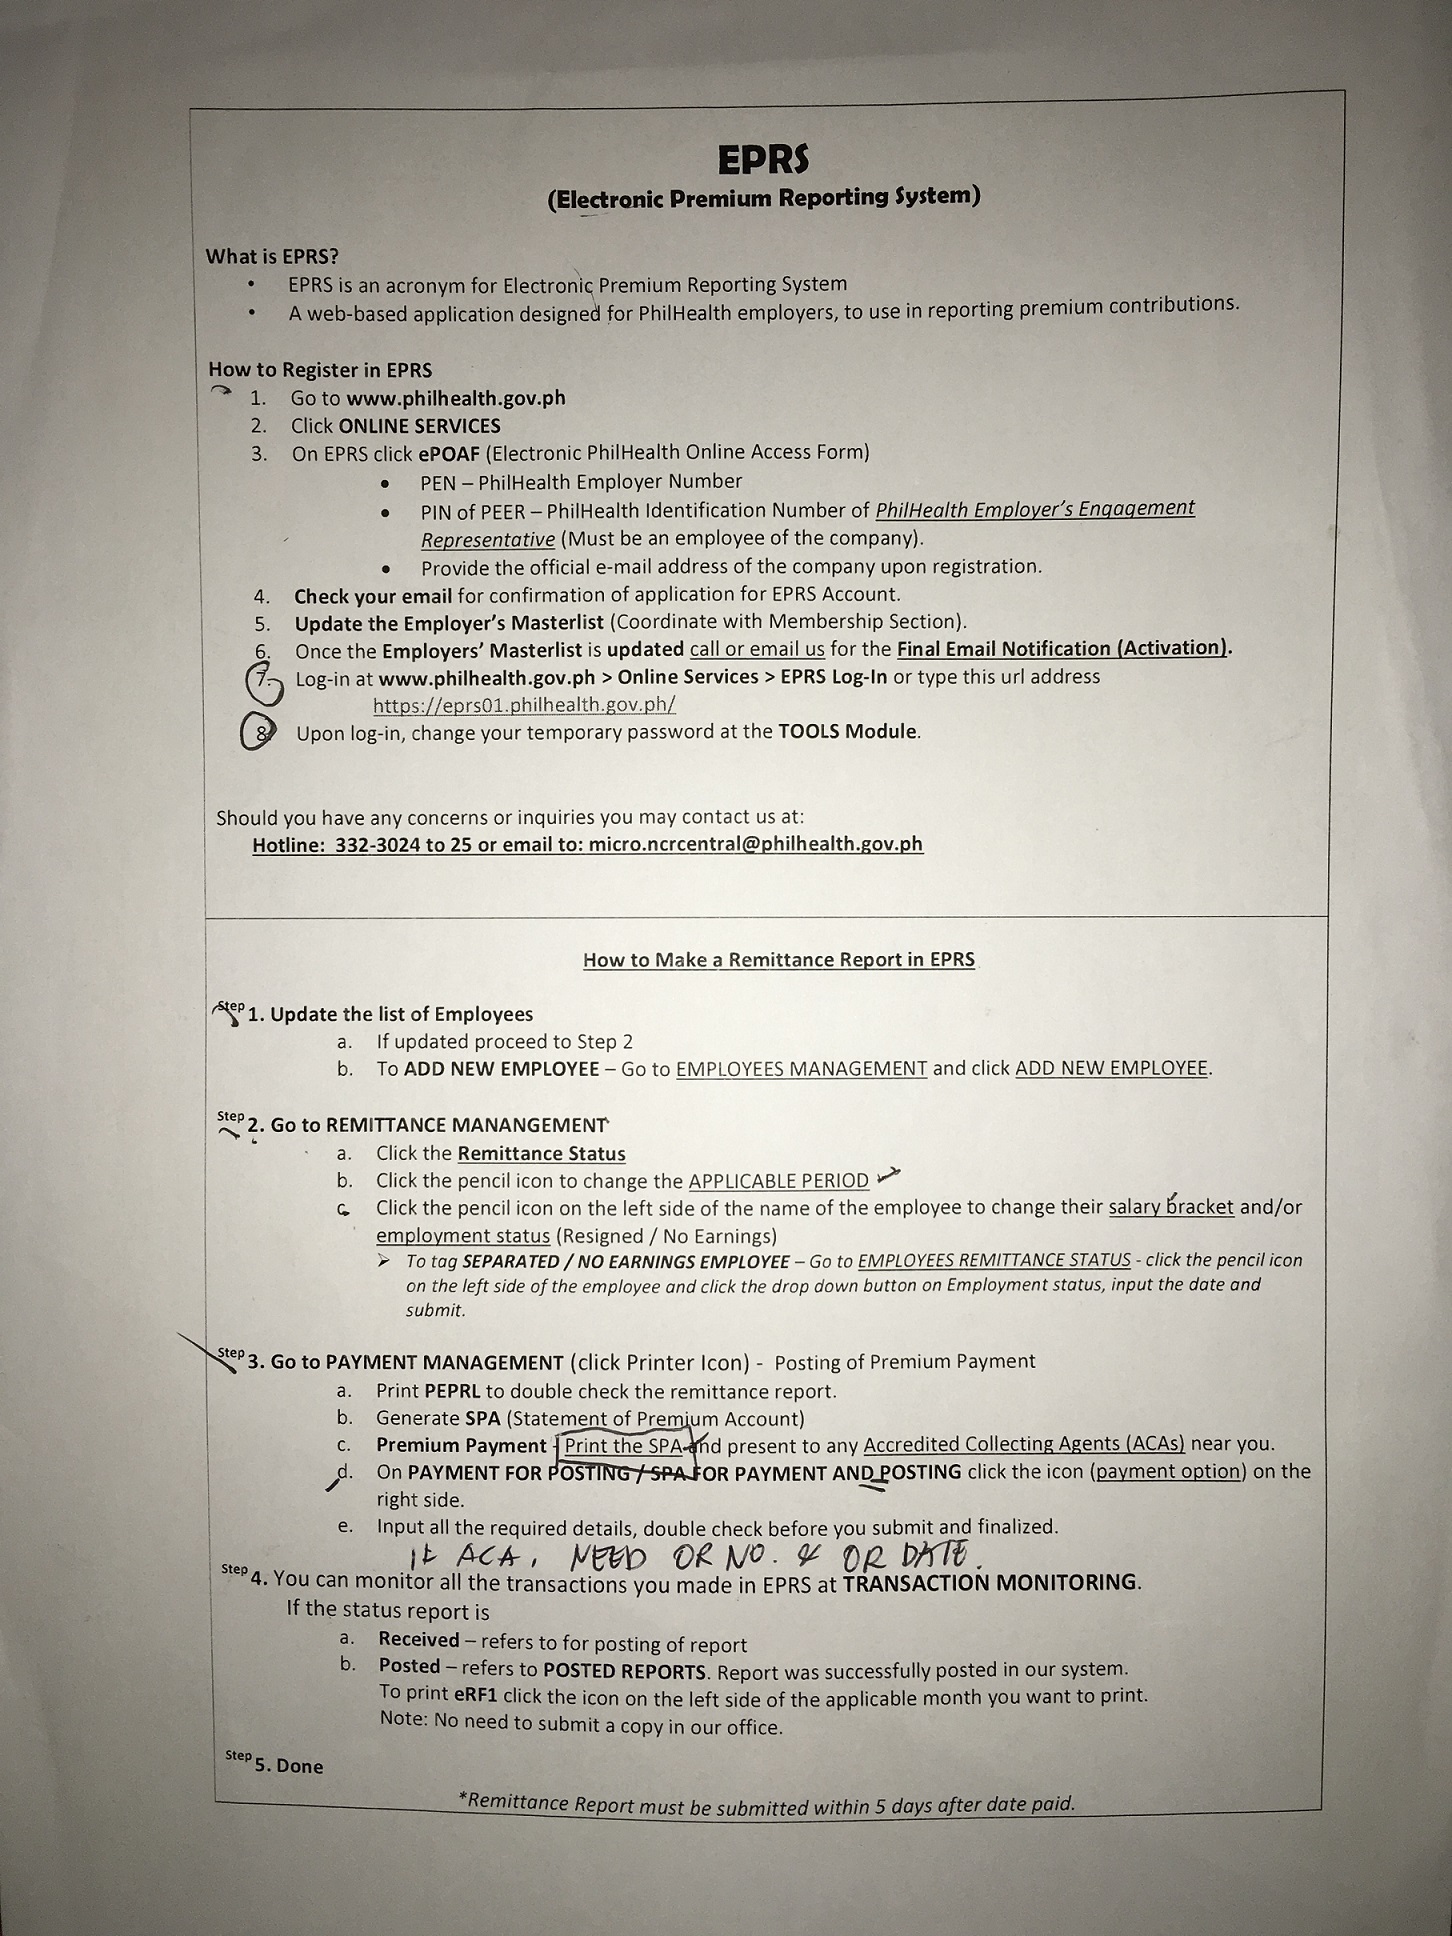 EPRS
(Electronic Premium Reporting System)
What is EPRS?
• EPRS is an acronym for Electronic Premium Reporting System
• A web-based application designed for PhilHealth employers, to use in reporting premium contributions.
How to Register in EPRS
1. Go to www.philhealth.gov.ph
2. Click ONLINE SERVICES
3. On EPRS click ePOAF (Electronic PhilHealth Online Access Form)
• PEN – PhilHealth Employer Number
• PIN of PEER – PhilHealth Identification Number of PhilHealth Employer's Engagement
Representative (Must be an employee of the company).
• Provide the official e-mail address of the company upon registration.
4. Check your email for confirmation of application for EPRS Account.
5. Update the Employer's Masterlist (Coordinate with Membership Section).
6. Once the Employers' Masterlist is updated call or email us for the Final Email Notification (Activation).
7. Log-in at www.philhealth.gov.ph > Online Services > EPRS Log-In or type this url address
https://eprs01.philhealth.gov.ph/
8. Upon log-in, change your temporary password at the TOOLS Module.
Should you have any concerns or inquiries you may contact us at:
Hotline: 332-3024 to 25 or email to: micro.ncrcentral@philhealth.gov.ph
How to Make a Remittance Report in EPRS
Step 1. Update the list of Employees
a. If updated proceed to Step 2
b. To ADD NEW EMPLOYEE – Go to EMPLOYEES MANAGEMENT and click ADD NEW EMPLOYEE.
Step 2. Go to REMITTANCE MANANGEMENT
a. Click the Remittance Status
b. Click the pencil icon to change the APPLICABLE PERIOD
c. Click the pencil icon on the left side of the name of the employee to change their salary bracket and/or
employment status (Resigned / No Earnings)
➢ To tag SEPARATED / NO EARNINGS EMPLOYEE – Go to EMPLOYEES REMITTANCE STATUS - click the pencil icon
on the left side of the employee and click the drop down button on Employment status, input the date and
submit.
Step 3. Go to PAYMENT MANAGEMENT (click Printer Icon) - Posting of Premium Payment
a. Print PEPRL to double check the remittance report.
b. Generate SPA (Statement of Premium Account)
c. Premium Payment - Print the SPA and present to any Accredited Collecting Agents (ACAs) near you.
d. On PAYMENT FOR POSTING / SPA FOR PAYMENT AND POSTING click the icon (payment option) on the
right side.
e. Input all the required details, double check before you submit and finalized.
If ACA, NEED OR NO. & OR DATE.
Step 4. You can monitor all the transactions you made in EPRS at TRANSACTION MONITORING.
If the status report is
a. Received – refers to for posting of report
b. Posted – refers to POSTED REPORTS. Report was successfully posted in our system.
To print eRF1 click the icon on the left side of the applicable month you want to print.
Note: No need to submit a copy in our office.
Step 5. Done
*Remittance Report must be submitted within 5 days after date paid.